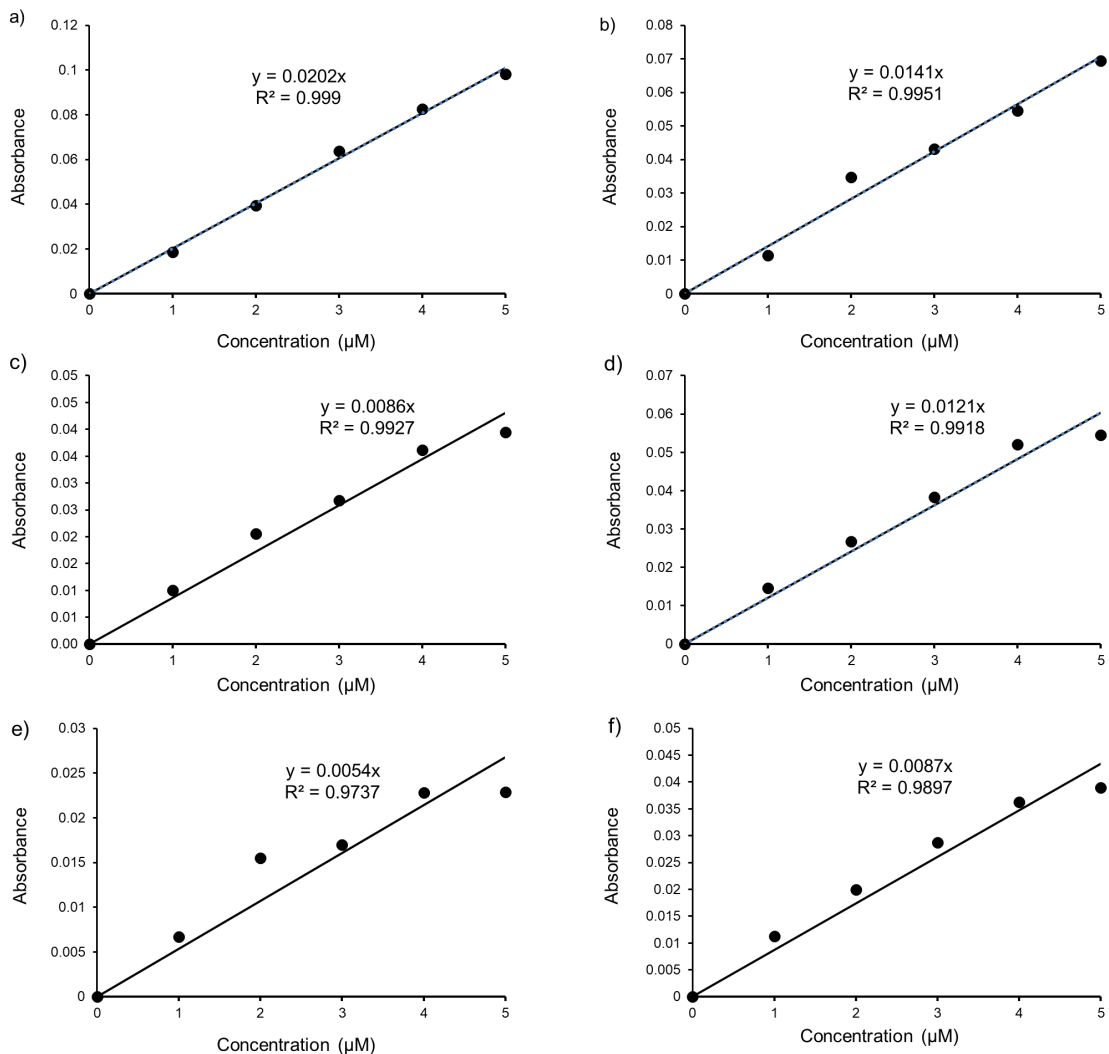 a)
0.12
0.1
0.08
0.06
0.04
0.02
0
Absorbance
y = 0.0202x
R² = 0.999
0 1 2 3 4 5
Concentration (µM)
b)
0.08
0.07
0.06
0.05
0.04
0.03
0.02
0.01
0
Absorbance
y = 0.0141x
R² = 0.9951
0 1 2 3 4 5
Concentration (µM)
c)
0.05
0.05
0.04
0.04
0.03
0.03
0.02
0.02
0.01
0.01
0.00
Absorbance
y = 0.0086x
R² = 0.9927
0 1 2 3 4 5
Concentration (µM)
d)
0.07
0.06
0.05
0.04
0.03
0.02
0.01
0
Absorbance
y = 0.0121x
R² = 0.9918
0 1 2 3 4 5
Concentration (µM)
e)
0.03
0.025
0.02
0.015
0.01
0.005
0
Absorbance
y = 0.0054x
R² = 0.9737
0 1 2 3 4 5
Concentration (µM)
f)
0.05
0.045
0.04
0.035
0.03
0.025
0.02
0.015
0.01
0.005
0
Absorbance
y = 0.0087x
R² = 0.9897
0 1 2 3 4 5
Concentration (µM)